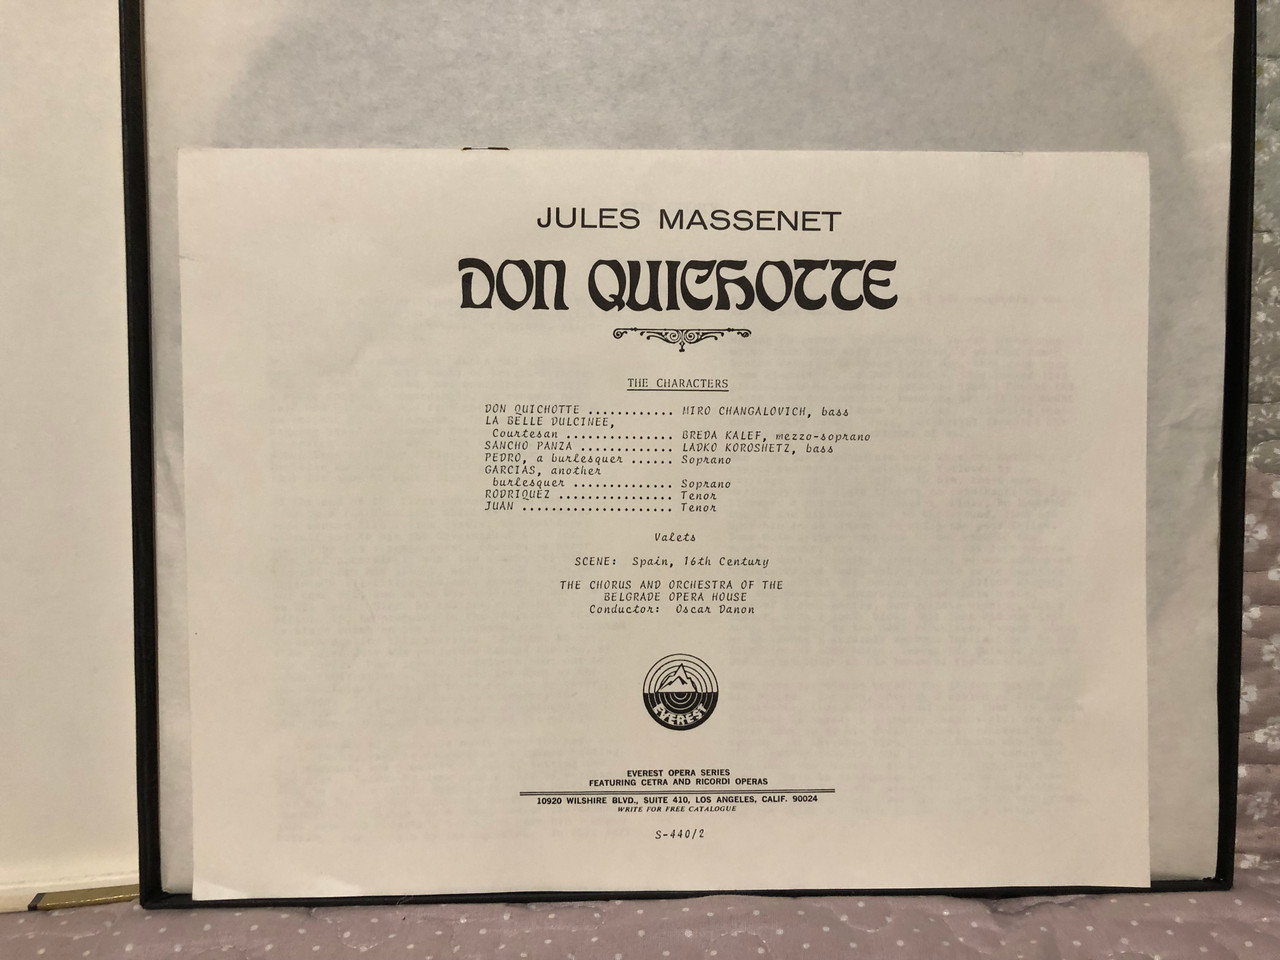 JULES MASSENET
DON QUICHOTTE
THE CHARACTERS
DON QUICHOTTE ............ MIRO CHANGALOVICH, bass
LA BELLE DULCINEE,
Courtesan ............... BREDA KALEF, mezzo-soprano
SANCHO PANZA ............. LADKO KOROSHETZ, bass
PEDRO, a burlesquer ...... Soprano
GARCIAS, another
burlesquer .............. Soprano
RODRIQUEZ ................ Tenor
JUAN ..................... Tenor
Valets
SCENE: Spain, 16th Century
THE CHORUS AND ORCHESTRA OF THE
BELGRADE OPERA HOUSE
Conductor: Oscar Danon
EVEREST
EVEREST OPERA SERIES
FEATURING CETRA AND RICORDI OPERAS
10920 WILSHIRE BLVD., SUITE 410, LOS ANGELES, CALIF. 90024
WRITE FOR FREE CATALOGUE
S-440/2